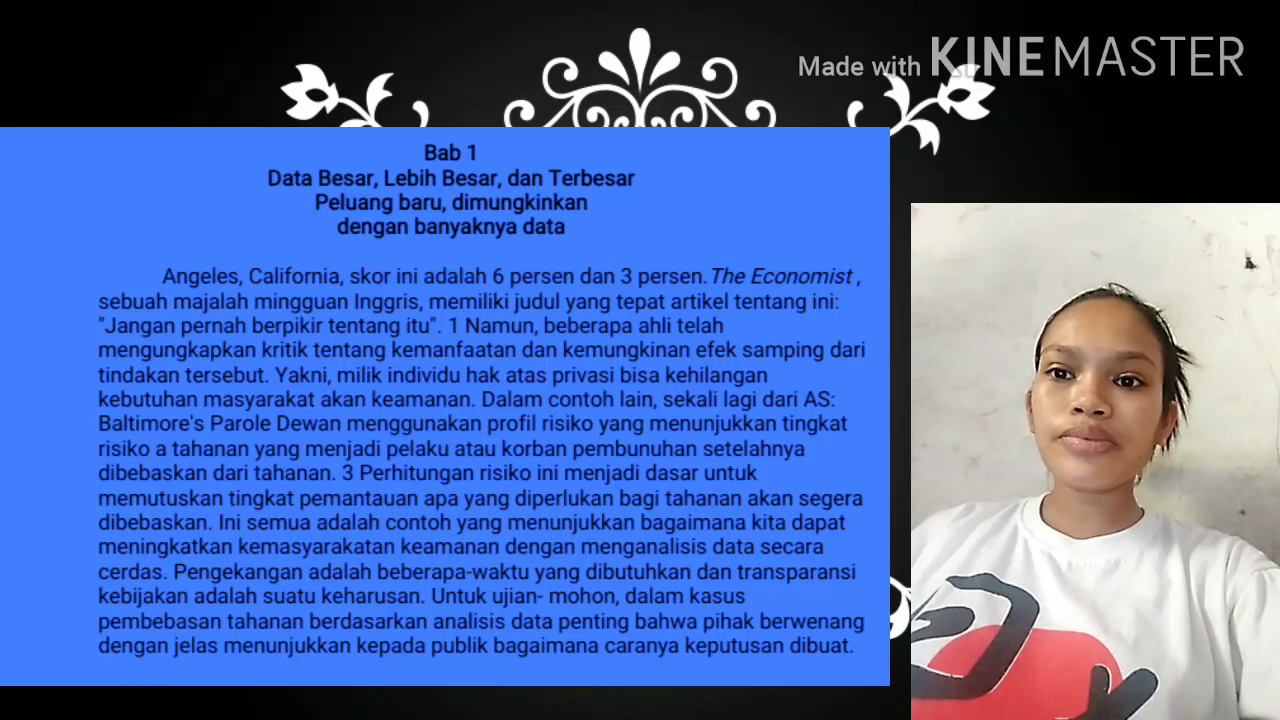 Made with KINEMASTER
Bab 1
Data Besar, Lebih Besar, dan Terbesar
Peluang baru, dimungkinkan
dengan banyaknya data
Angeles, California, skor ini adalah 6 persen dan 3 persen. The Economist ,
sebuah majalah mingguan Inggris, memiliki judul yang tepat artikel tentang ini:
"Jangan pernah berpikir tentang itu". 1 Namun, beberapa ahli telah
mengungkapkan kritik tentang kemanfaatan dan kemungkinan efek samping dari
tindakan tersebut. Yakni, milik individu hak atas privasi bisa kehilangan
kebutuhan masyarakat akan keamanan. Dalam contoh lain, sekali lagi dari AS:
Baltimore's Parole Dewan menggunakan profil risiko yang menunjukkan tingkat
risiko a tahanan yang menjadi pelaku atau korban pembunuhan setelahnya
dibebaskan dari tahanan. 3 Perhitungan risiko ini menjadi dasar untuk
memutuskan tingkat pemantauan apa yang diperlukan bagi tahanan akan segera
dibebaskan. Ini semua adalah contoh yang menunjukkan bagaimana kita dapat
meningkatkan kemasyarakatan keamanan dengan menganalisis data secara
cerdas. Pengekangan adalah beberapa-waktu yang dibutuhkan dan transparansi
kebijakan adalah suatu keharusan. Untuk ujian- mohon, dalam kasus
pembebasan tahanan berdasarkan analisis data penting bahwa pihak berwenang
dengan jelas menunjukkan kepada publik bagaimana caranya keputusan dibuat.